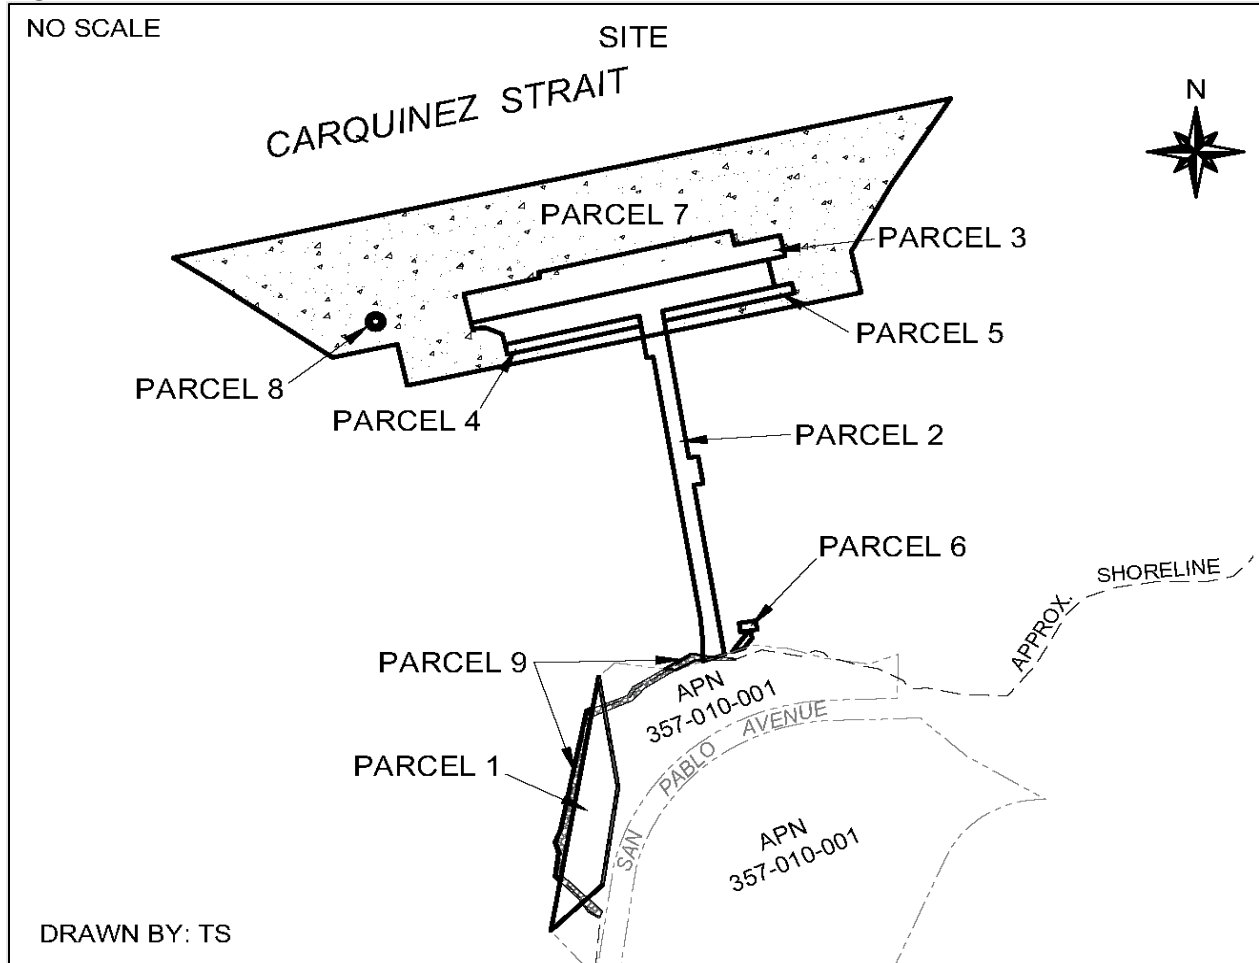 NO SCALE
SITE
CARQUINEZ STRAIT
N
PARCEL 7
PARCEL 3
PARCEL 5
PARCEL 8
PARCEL 4
PARCEL 2
PARCEL 6
APPROX. SHORELINE
PARCEL 9
APN
357-010-001
SAN PABLO AVENUE
PARCEL 1
APN
357-010-001
DRAWN BY: TS